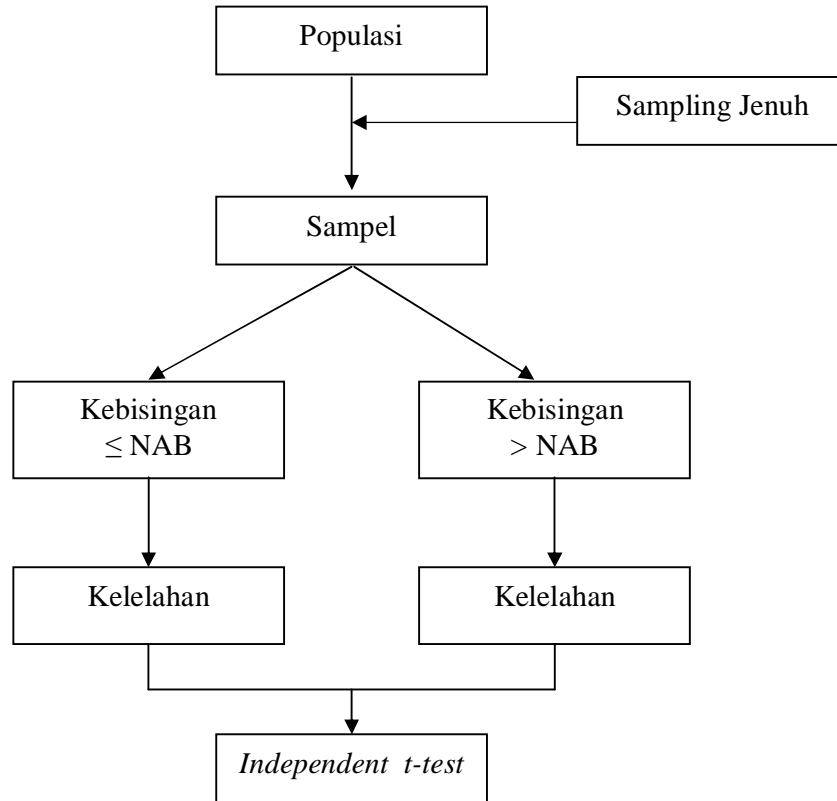 Populasi
Sampling Jenuh
Sampel
Kebisingan
≤ NAB
Kebisingan
> NAB
Kelelahan
Kelelahan
Independent t-test